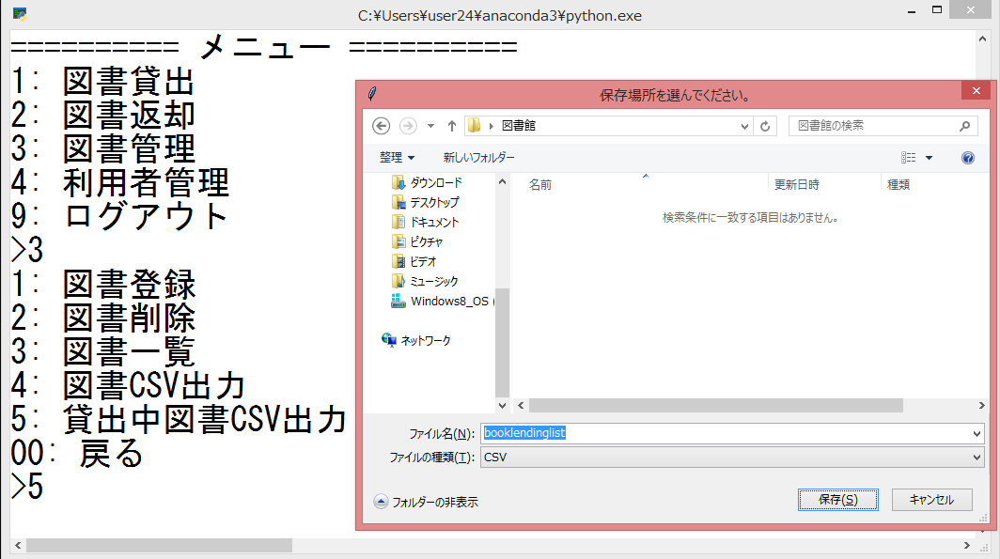 C:¥Users¥user24¥anaconda3¥python.exe
========== メニュー ==========
1: 図書貸出
2: 図書返却
3: 図書管理
4: 利用者管理
9: ログアウト
>3
1: 図書登録
2: 図書削除
3: 図書一覧
4: 図書CSV出力
5: 貸出中図書CSV出力
00: 戻る
>5
保存場所を選んでください。
図書館
図書館の検索
整理 新しいフォルダー
ダウンロード
デスクトップ
ドキュメント
ピクチャ
ビデオ
ミュージック
Windows8_OS (
ネットワーク
名前 更新日時 種類
検索条件に一致する項目はありません。
ファイル名(N): booklendinglist
ファイルの種類(T): CSV
フォルダーの非表示 保存(S) キャンセル